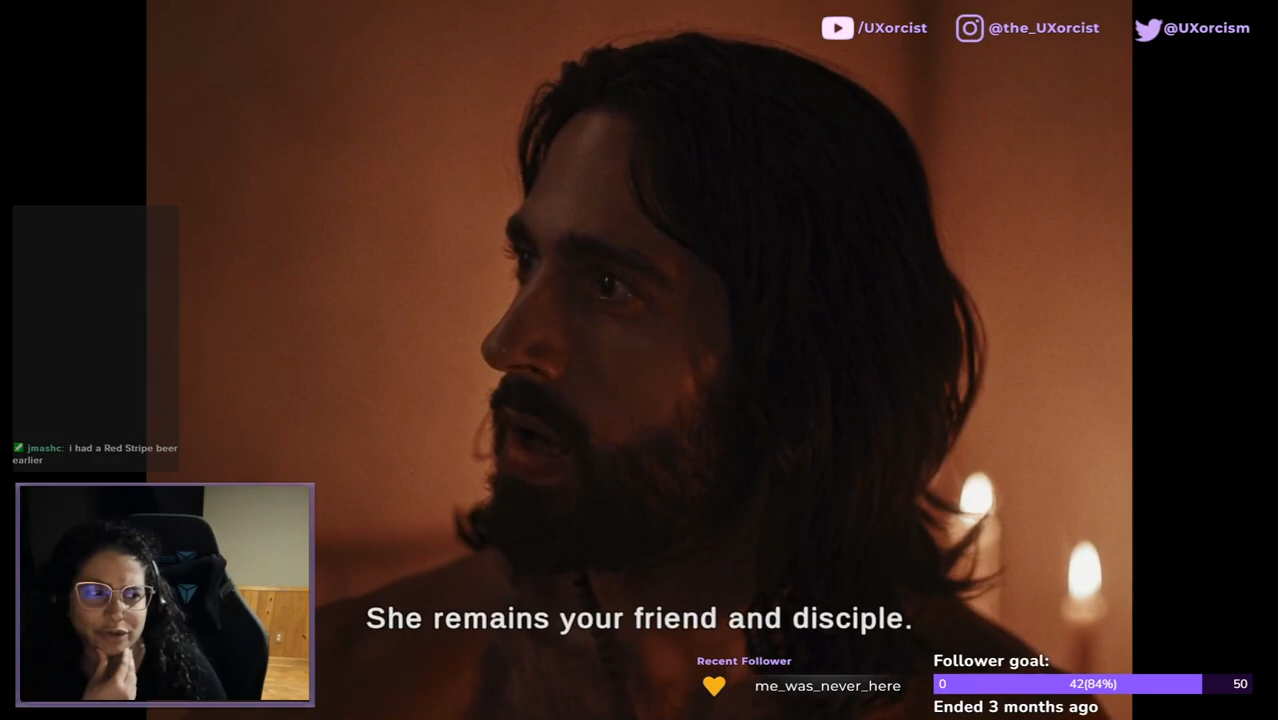 /UXorcist
@the_UXorcist
@UXorcism
jmashc: i had a Red Stripe beer
earlier
She remains your friend and disciple.
Recent Follower
me_was_never_here
Follower goal:
0 42(84%) 50
Ended 3 months ago